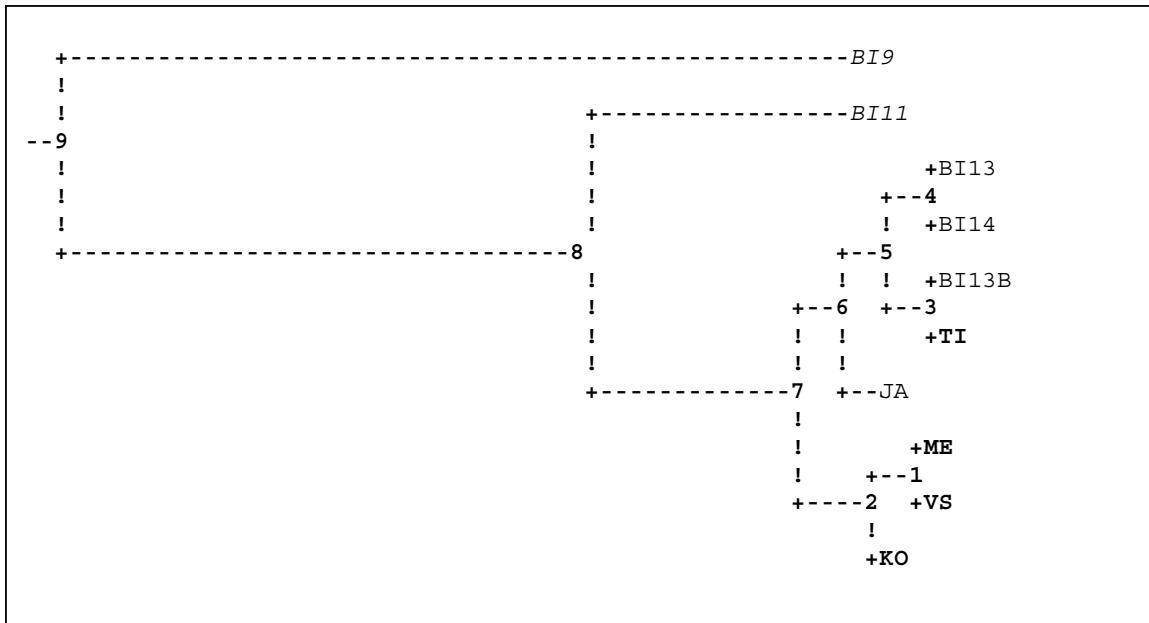 +-----------------------------------------------------BI9
!
! +-----------------BI11
--9 !
! ! +BI13
! ! +--4
! ! ! +BI14
+----------------------------------8 +--5
! ! ! +BI13B
! +--6 +--3
! ! ! +TI
! ! !
+-------------7 +--JA
!
! +ME
! +--1
+----2 +VS
!
+KO